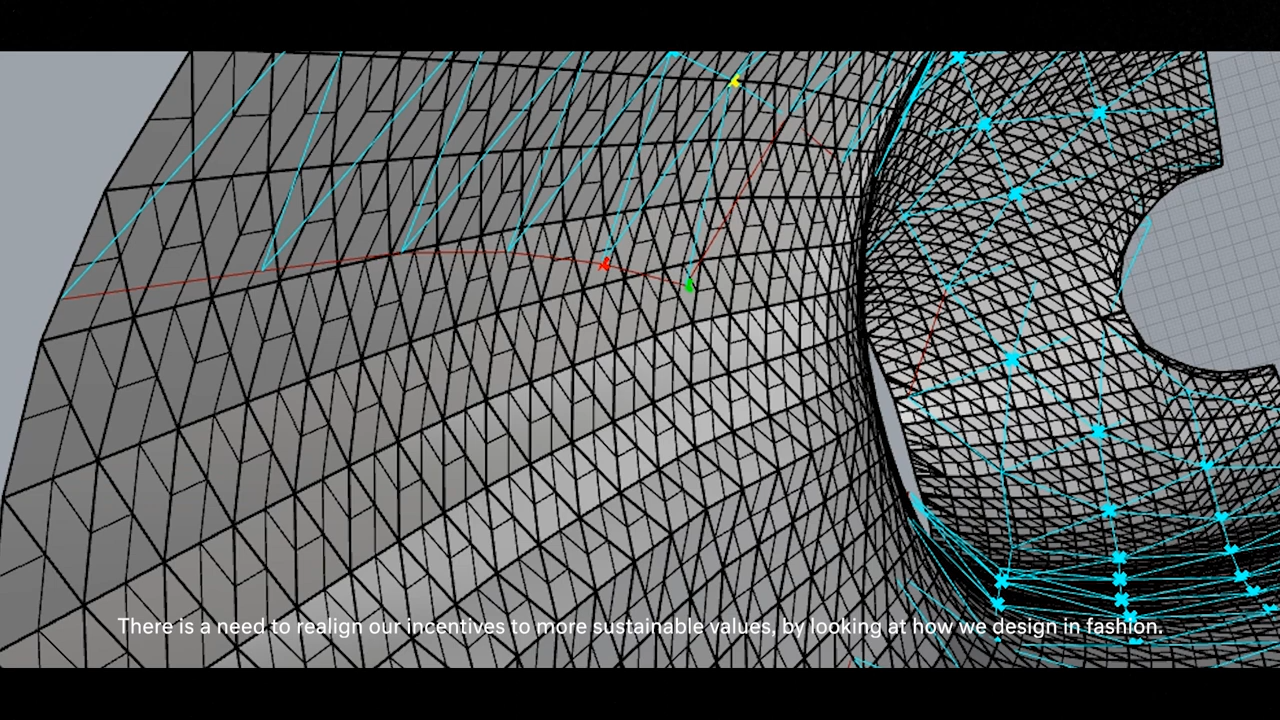 There is a need to realign our incentives to more sustainable values, by looking at how we design in fashion.